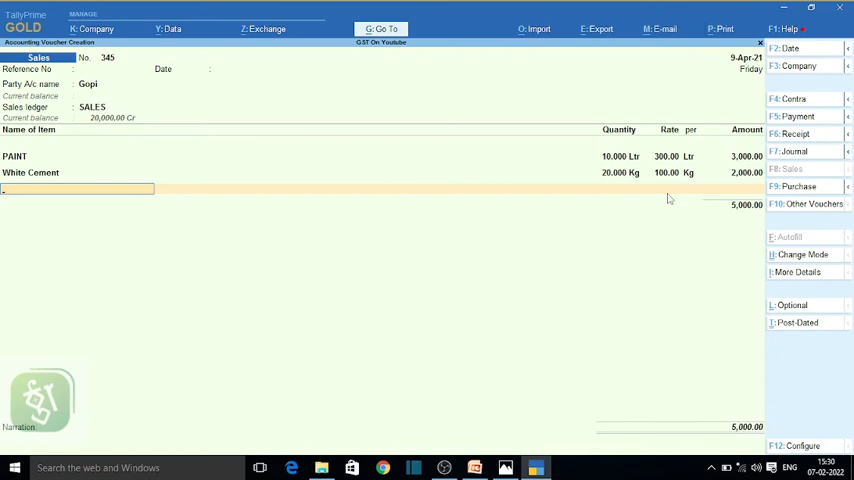 TallyPrime
GOLD
MANAGE
K: Company
Y: Data
Z: Exchange
G: Go To
O: Import
E: Export
M: E-mail
P: Print
F1: Help
Accounting Voucher Creation
GST On Youtube
×
Sales No. 345
9-Apr-21
Reference No :
Date :
Friday
Party A/c name : Gopi
Current balance :
Sales ledger : SALES
Current balance : 20,000.00 Cr
Name of Item Quantity Rate per Amount
PAINT 10.000 Ltr 300.00 Ltr 3,000.00
White Cement 20.000 Kg 100.00 Kg 2,000.00
5,000.00
Narration: 5,000.00
F2: Date
F3: Company
F4: Contra
F5: Payment
F6: Receipt
F7: Journal
F8: Sales
F9: Purchase
F10: Other Vouchers
F: Autofill
H: Change Mode
I: More Details
L: Optional
T: Post-Dated
F12: Configure
Search the web and Windows
ENG
15:30
07-02-2022